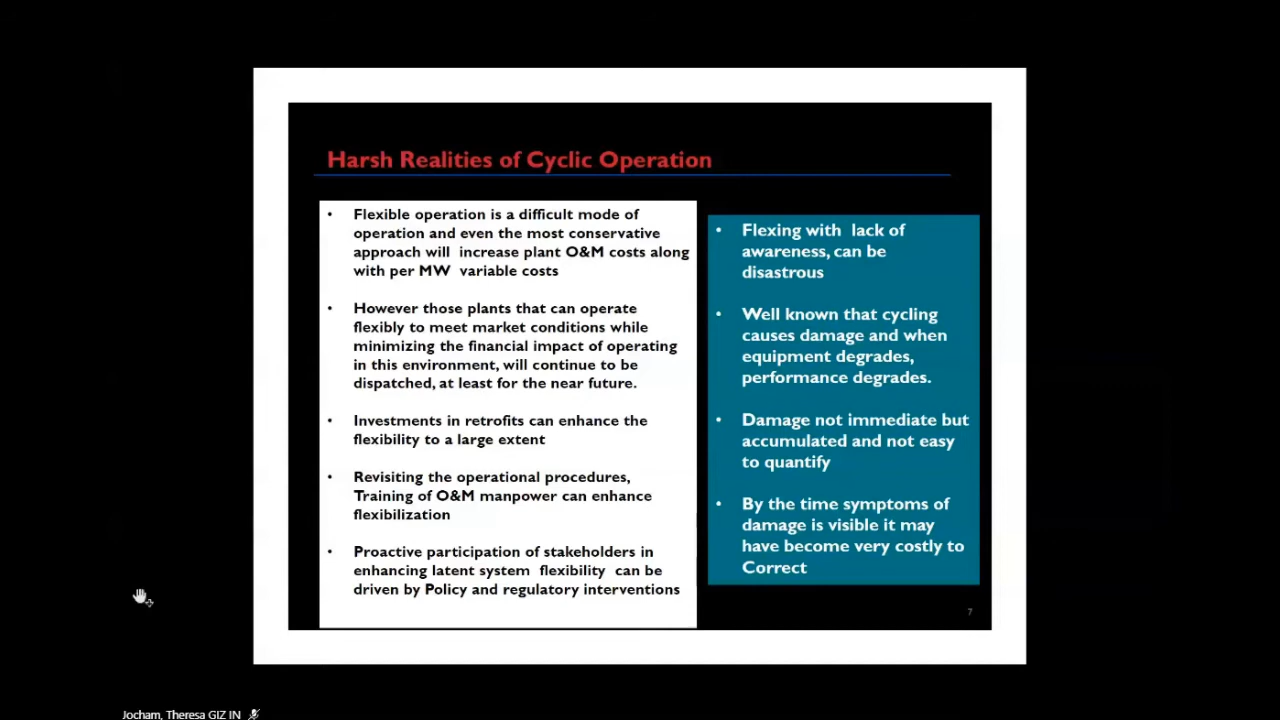 Harsh Realities of Cyclic Operation
• Flexible operation is a difficult mode of
operation and even the most conservative
approach will increase plant O&M costs along
with per MW variable costs
• However those plants that can operate
flexibly to meet market conditions while
minimizing the financial impact of operating
in this environment, will continue to be
dispatched, at least for the near future.
• Investments in retrofits can enhance the
flexibility to a large extent
• Revisiting the operational procedures,
Training of O&M manpower can enhance
flexibilization
• Proactive participation of stakeholders in
enhancing latent system flexibility can be
driven by Policy and regulatory interventions
• Flexing with lack of
awareness, can be
disastrous
• Well known that cycling
causes damage and when
equipment degrades,
performance degrades.
• Damage not immediate but
accumulated and not easy
to quantify
• By the time symptoms of
damage is visible it may
have become very costly to
Correct
7
Jocham, Theresa GIZ IN